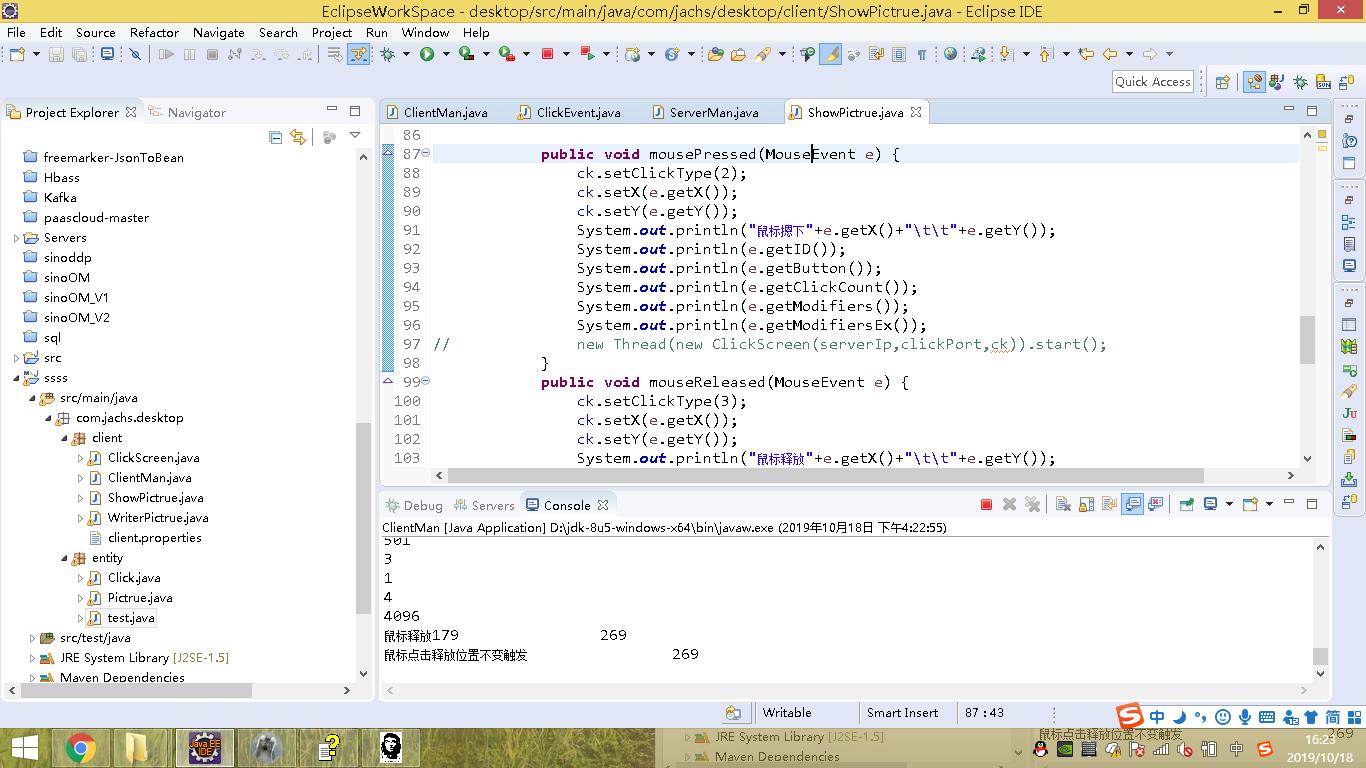 EclipseWorkSpace - desktop/src/main/java/com/jachs/desktop/client/ShowPictrue.java - Eclipse IDE
File Edit Source Refactor Navigate Search Project Run Window Help
Quick Access
Project Explorer Navigator
freemarker-JsonToBean
Hbass
Kafka
paascloud-master
Servers
sinoddp
sinoOM
sinoOM_V1
sinoOM_V2
sql
src
ssss
src/main/java
com.jachs.desktop
client
ClickScreen.java
ClientMan.java
ShowPictrue.java
WriterPictrue.java
client.properties
entity
Click.java
Pictrue.java
test.java
src/test/java
JRE System Library [J2SE-1.5]
Maven Dependencies
ClientMan.java ClickEvent.java ServerMan.java ShowPictrue.java
86
87 public void mousePressed(MouseEvent e) {
88 ck.setClickType(2);
89 ck.setX(e.getX());
90 ck.setY(e.getY());
91 System.out.println("鼠标摁下"+e.getX()+"\t\t"+e.getY());
92 System.out.println(e.getID());
93 System.out.println(e.getButton());
94 System.out.println(e.getClickCount());
95 System.out.println(e.getModifiers());
96 System.out.println(e.getModifiersEx());
97 // new Thread(new ClickScreen(serverIp,clickPort,ck)).start();
98 }
99 public void mouseReleased(MouseEvent e) {
100 ck.setClickType(3);
101 ck.setX(e.getX());
102 ck.setY(e.getY());
103 System.out.println("鼠标释放"+e.getX()+"\t\t"+e.getY());
Debug Servers Console
ClientMan [Java Application] D:\jdk-8u5-windows-x64\bin\javaw.exe (2019年10月18日 下午4:22:55)
501
3
1
4
4096
鼠标释放179 269
鼠标点击释放位置不变触发 269
Writable Smart Insert 87 : 43
中 简
JRE System Library [J2SE-1.5]
Maven Dependencies
鼠标点击释放位置不变触发 269
中
16:23
2019/10/18